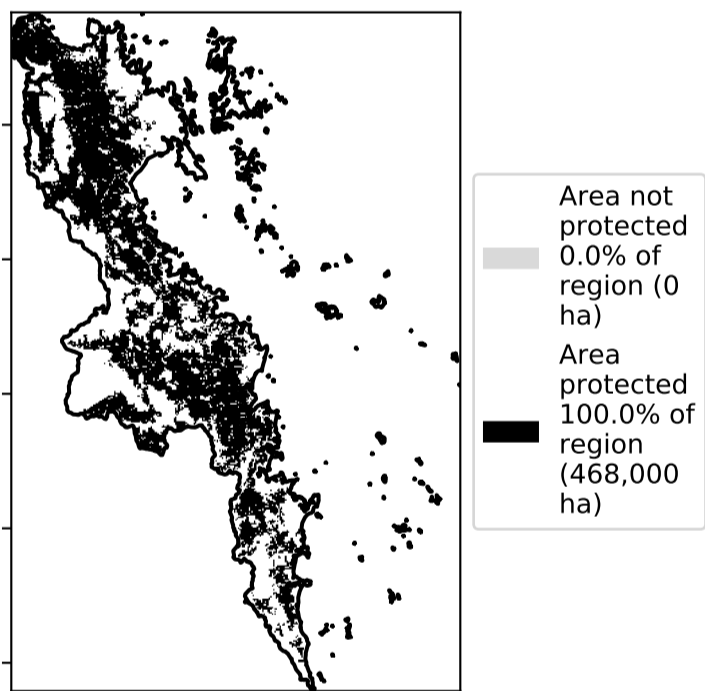 Area not
protected
0.0% of
region (0
ha)
Area
protected
100.0% of
region
(468,000
ha)